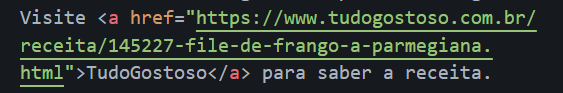 Visite <a href="https://www.tudogostoso.com.br/
receita/145227-file-de-frango-a-parmegiana.
html">TudoGostoso</a> para saber a receita.